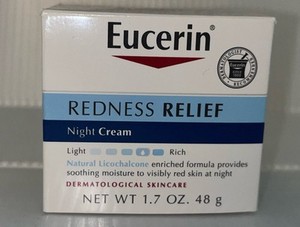 Eucerin®
REDNESS RELIEF
Night Cream
Light Rich
Natural Licochalcone enriched formula provides
soothing moisture to visibly red skin at night
DERMATOLOGICAL SKINCARE
NET WT 1.7 OZ. 48 g